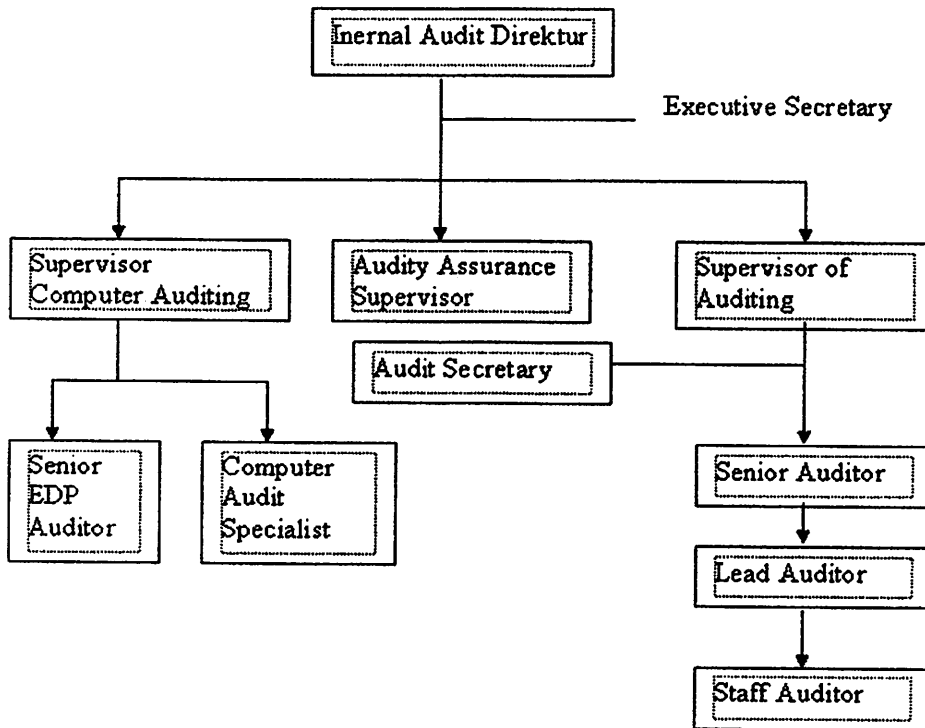 Inernal Audit Direktur
Executive Secretary
Supervisor
Computer Auditing
Audity Assurance
Supervisor
Supervisor of
Auditing
Audit Secretary
Senior
EDP
Auditor
Computer
Audit
Specialist
Senior Auditor
Lead Auditor
Staff Auditor